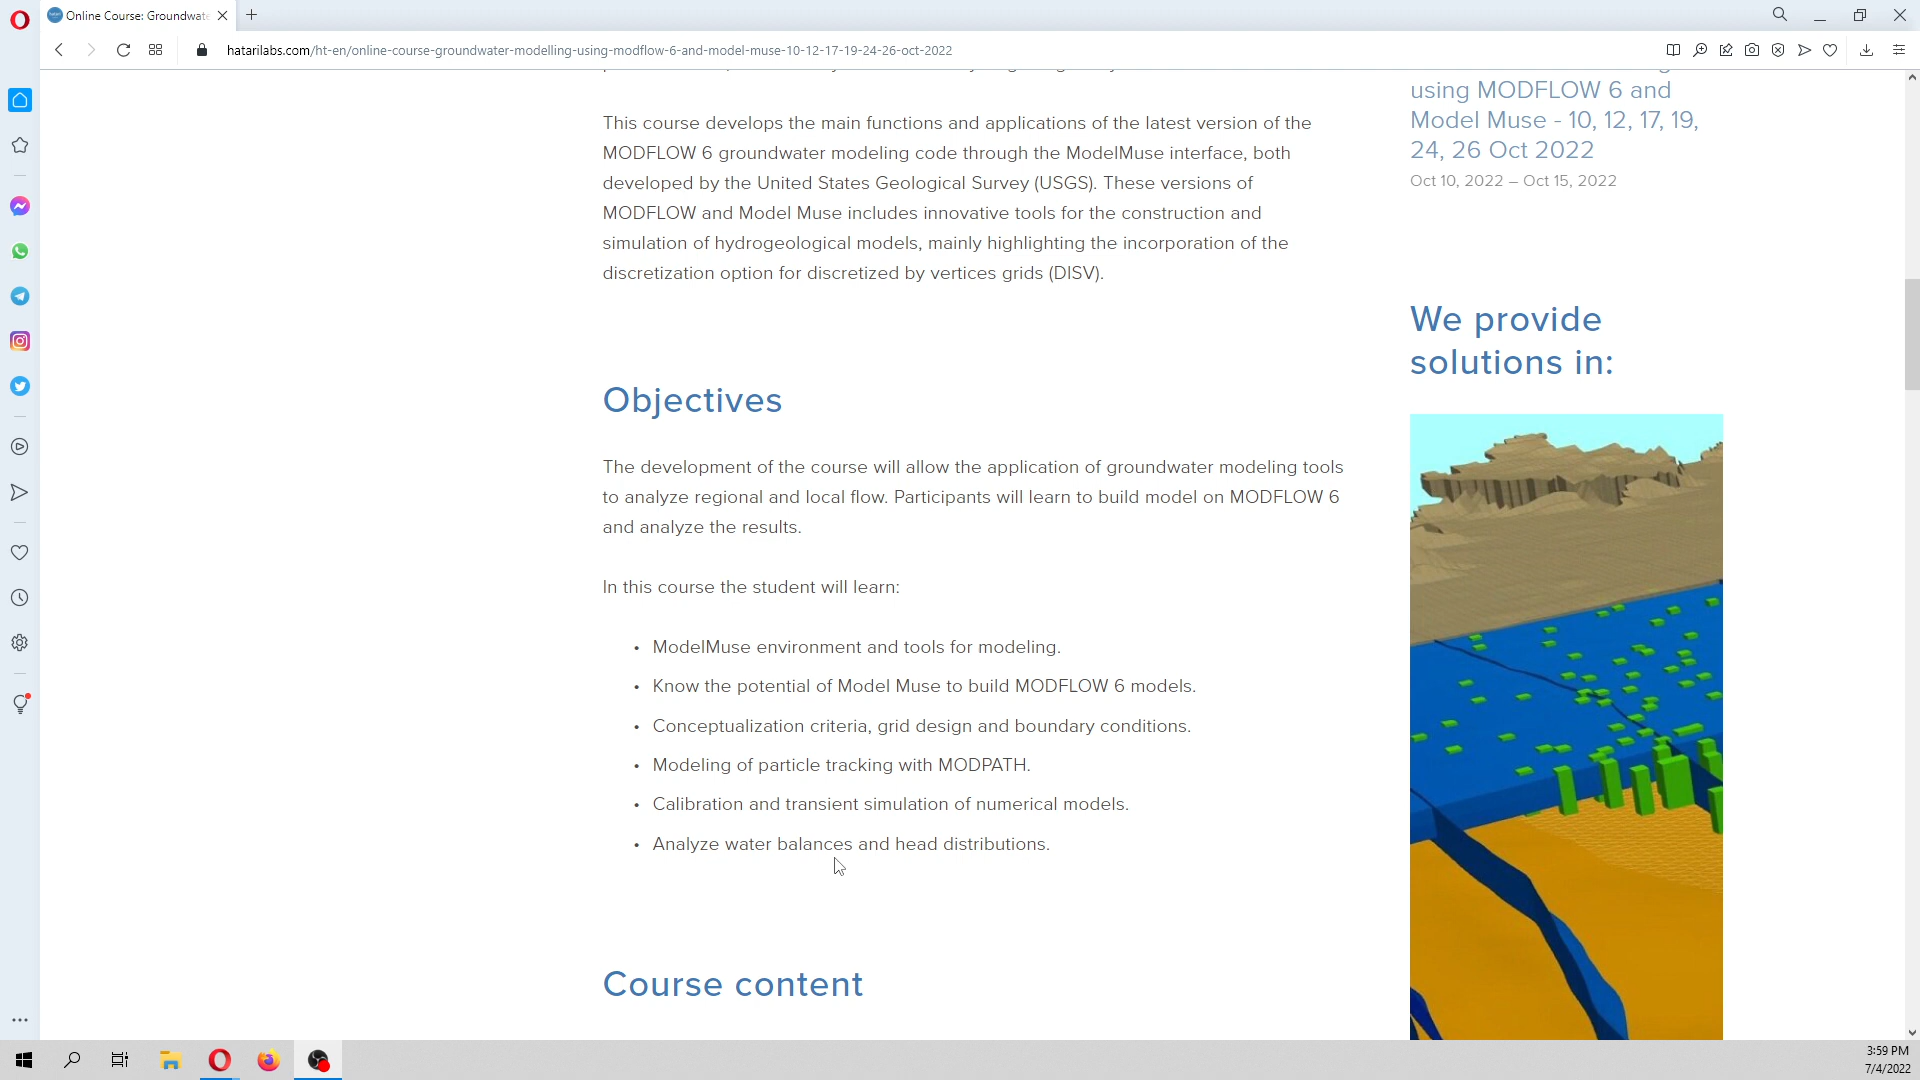 Online Course: Groundwate
hatarilabs.com/ht-en/online-course-groundwater-modelling-using-modflow-6-and-model-muse-10-12-17-19-24-26-oct-2022
This course develops the main functions and applications of the latest version of the
MODFLOW 6 groundwater modeling code through the ModelMuse interface, both
developed by the United States Geological Survey (USGS). These versions of
MODFLOW and Model Muse includes innovative tools for the construction and
simulation of hydrogeological models, mainly highlighting the incorporation of the
discretization option for discretized by vertices grids (DISV).
Objectives
The development of the course will allow the application of groundwater modeling tools
to analyze regional and local flow. Participants will learn to build model on MODFLOW 6
and analyze the results.
In this course the student will learn:
• ModelMuse environment and tools for modeling.
• Know the potential of Model Muse to build MODFLOW 6 models.
• Conceptualization criteria, grid design and boundary conditions.
• Modeling of particle tracking with MODPATH.
• Calibration and transient simulation of numerical models.
• Analyze water balances and head distributions.
Course content
using MODFLOW 6 and
Model Muse - 10, 12, 17, 19,
24, 26 Oct 2022
Oct 10, 2022 – Oct 15, 2022
We provide
solutions in:
3:59 PM
7/4/2022